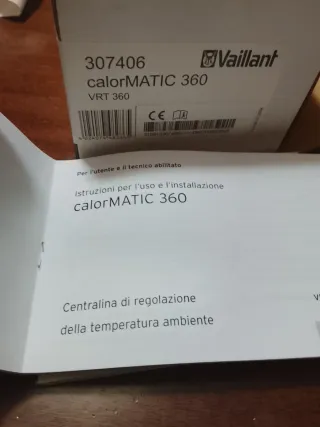 307406
Vaillant
calorMATIC 360
VRT 360
CE
Per l'utente e il tecnico abilitato
Istruzioni per l'uso e l'installazione
calorMATIC 360
Centralina di regolazione
della temperatura ambiente